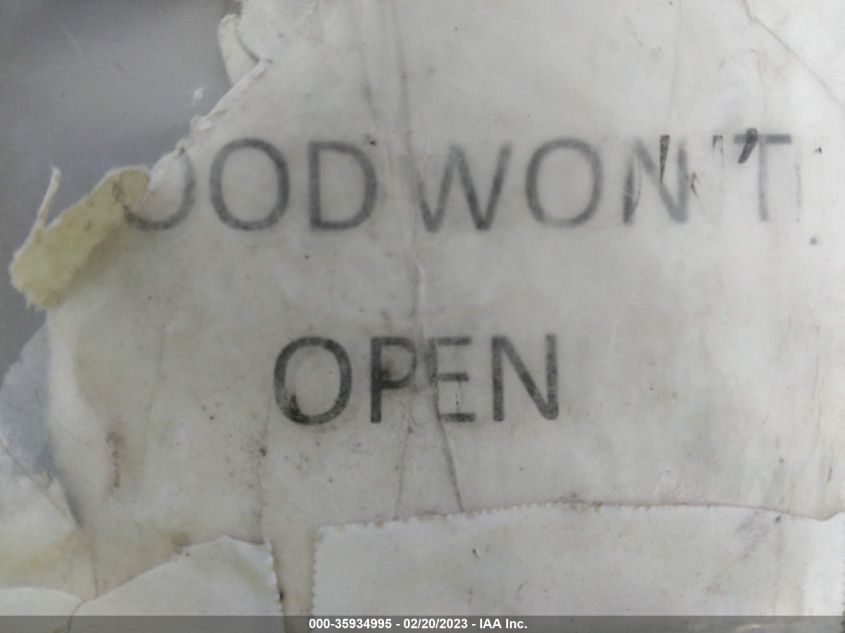 OOD WON'T
OPEN
000-35934995 - 02/20/2023 - IAA Inc.